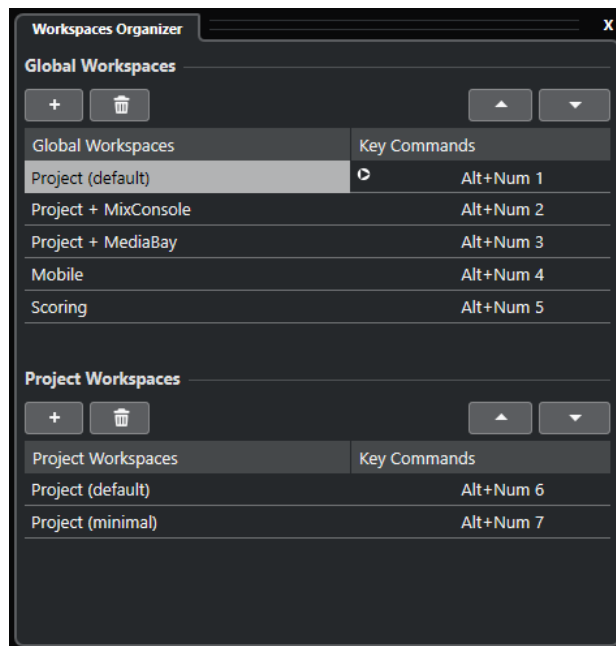 Workspaces Organizer X
Global Workspaces
+
Global Workspaces Key Commands
Project (default) Alt+Num 1
Project + MixConsole Alt+Num 2
Project + MediaBay Alt+Num 3
Mobile Alt+Num 4
Scoring Alt+Num 5
Project Workspaces
+
Project Workspaces Key Commands
Project (default) Alt+Num 6
Project (minimal) Alt+Num 7